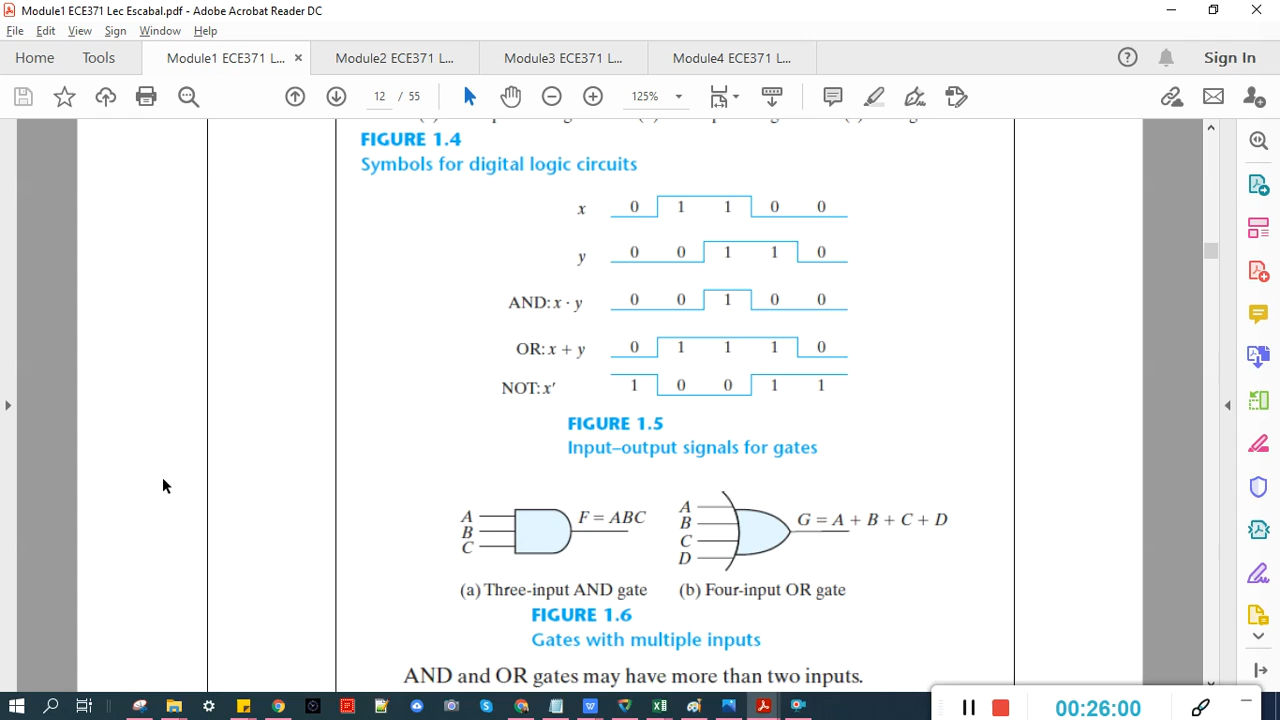 Module1 ECE371 Lec Escabal.pdf - Adobe Acrobat Reader DC
File Edit View Sign Window Help
Home Tools Module1 ECE371 L... × Module2 ECE371 L... Module3 ECE371 L... Module4 ECE371 L... Sign In
12 / 55 125%
FIGURE 1.4
Symbols for digital logic circuits
x 0 1 1 0 0
y 0 0 1 1 0
AND: x · y 0 0 1 0 0
OR: x + y 0 1 1 1 0
NOT: x′ 1 0 0 1 1
FIGURE 1.5
Input–output signals for gates
A
B
C
F = ABC
A
B
C
D
G = A + B + C + D
(a) Three-input AND gate (b) Four-input OR gate
FIGURE 1.6
Gates with multiple inputs
AND and OR gates may have more than two inputs.
00:26:00